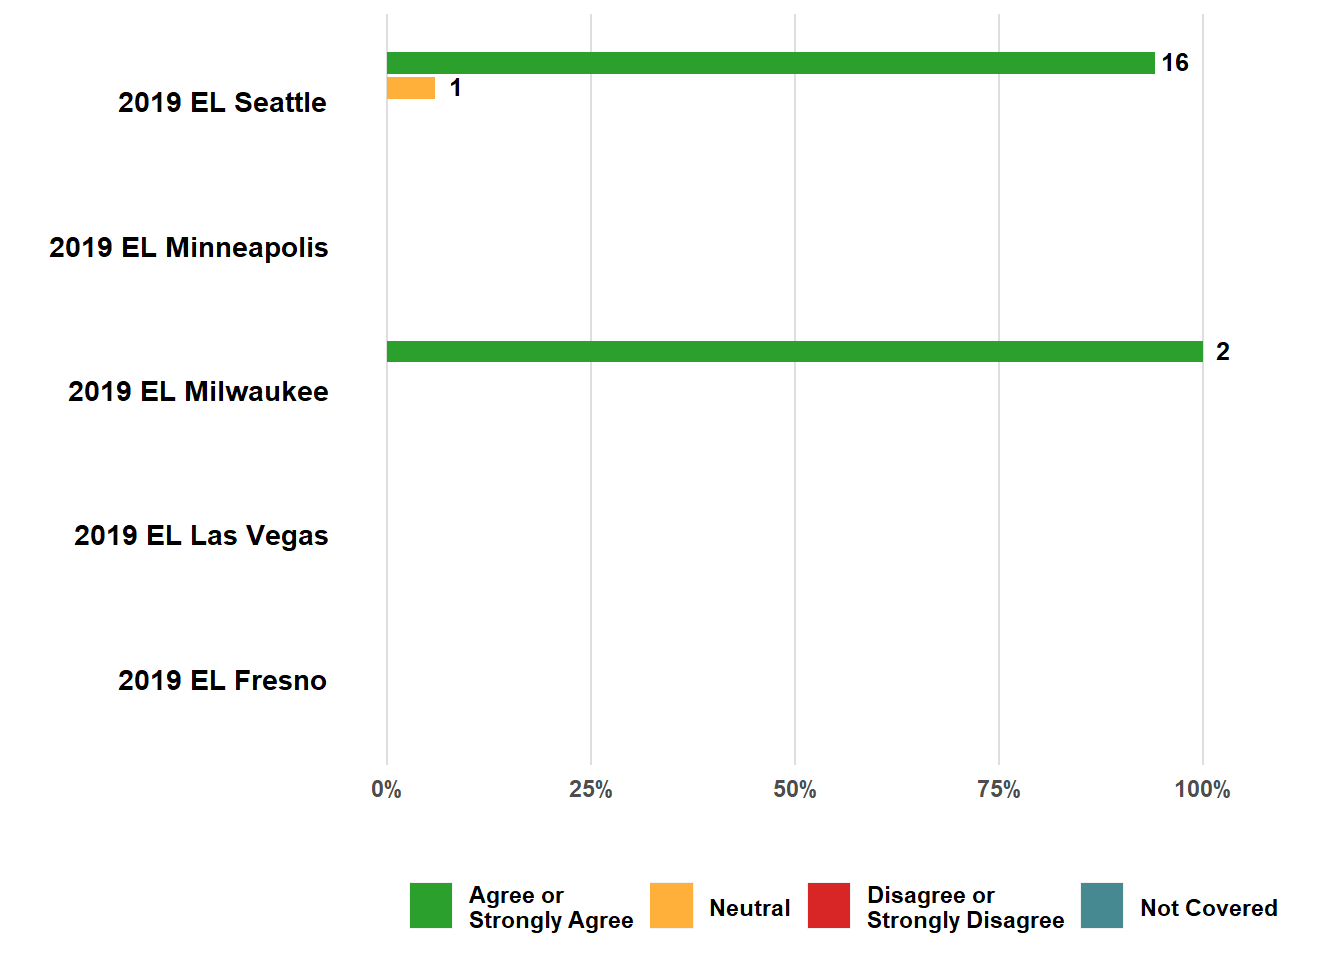 16
1
2019 EL Seattle
2019 EL Minneapolis
2
2019 EL Milwaukee
2019 EL Las Vegas
2019 EL Fresno
0% 25% 50% 75% 100%
Agree or
Strongly Agree
Neutral
Disagree or
Strongly Disagree
Not Covered